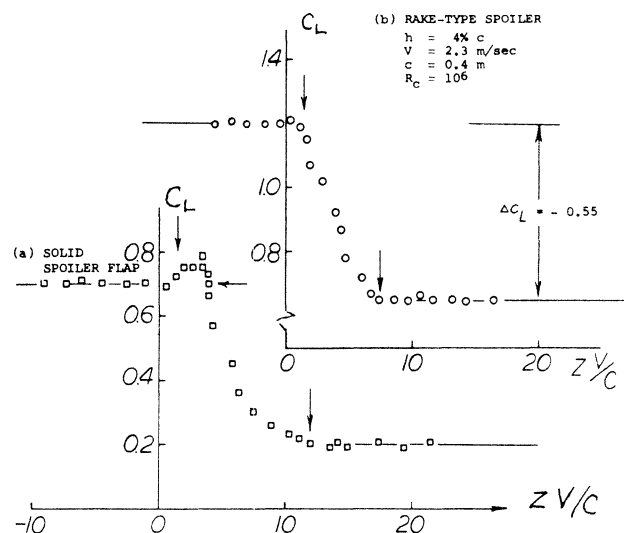 C_L
(b) RAKE-TYPE SPOILER
h = 4% c
V = 2.3 m/sec
c = 0.4 m
R_c = 10^6
1.4
1.0
0.8
ΔC_L = - 0.55
0
10
20
Z V/C
C_L
(a) SOLID
SPOILER FLAP
0.8
0.6
0.4
0.2
-10
0
10
20
Z V/C